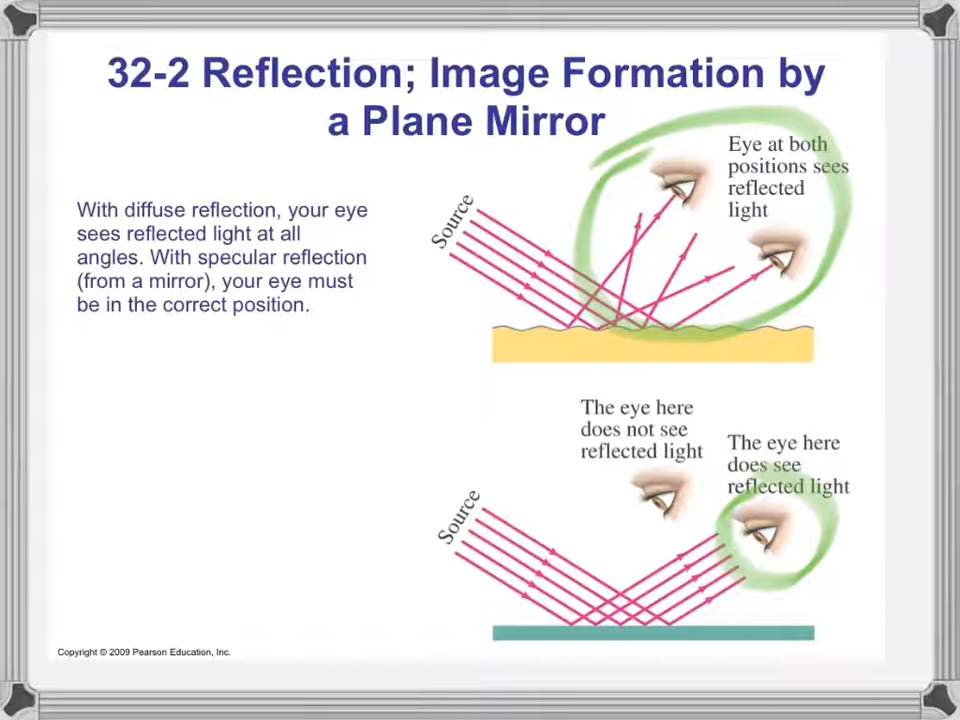 32-2 Reflection; Image Formation by
a Plane Mirror
With diffuse reflection, your eye
sees reflected light at all
angles. With specular reflection
(from a mirror), your eye must
be in the correct position.
Source
Eye at both
positions sees
reflected
light
The eye here
does not see
reflected light
The eye here
does see
reflected light
Source
Copyright © 2009 Pearson Education, Inc.